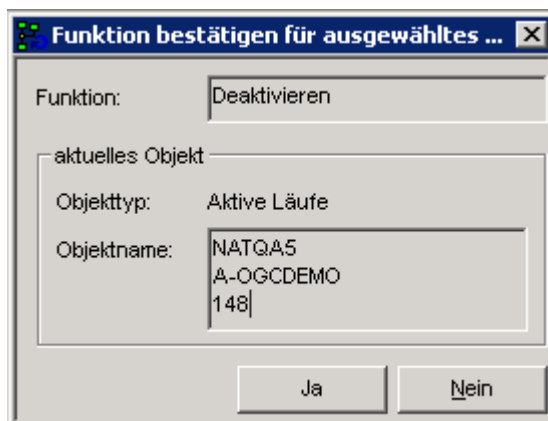 Funktion bestätigen für ausgewähltes ...
Funktion: Deaktivieren
aktuelles Objekt
Objekttyp: Aktive Läufe
Objektname: NATQA5
A-OGCDEMO
148
Ja Nein